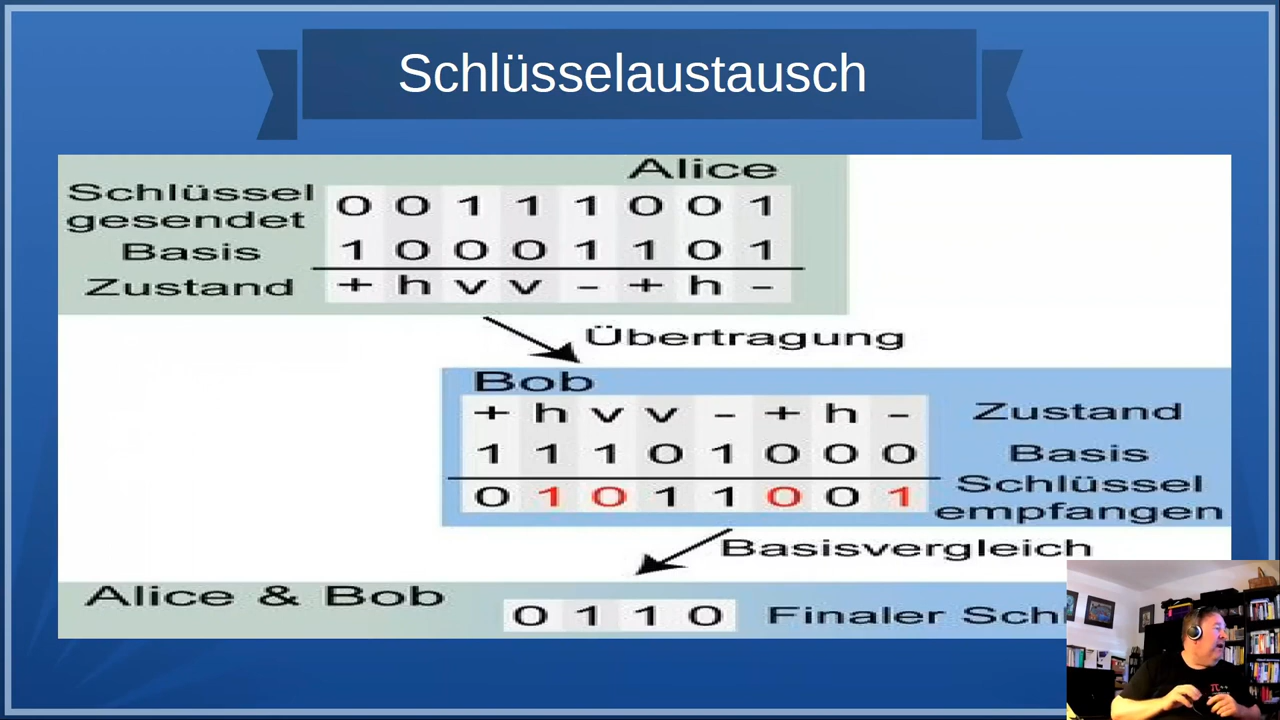 Schlüsselaustausch
Alice
Schlüssel gesendet 0 0 1 1 1 0 0 1
Basis 1 0 0 0 1 1 0 1
Zustand + h v v - + h -
Übertragung
Bob
+ h v v - + h - Zustand
1 1 1 0 1 0 0 0 Basis
0 1 0 1 1 0 0 1 Schlüssel empfangen
Basisvergleich
Alice & Bob
0 1 1 0 Finaler Schl